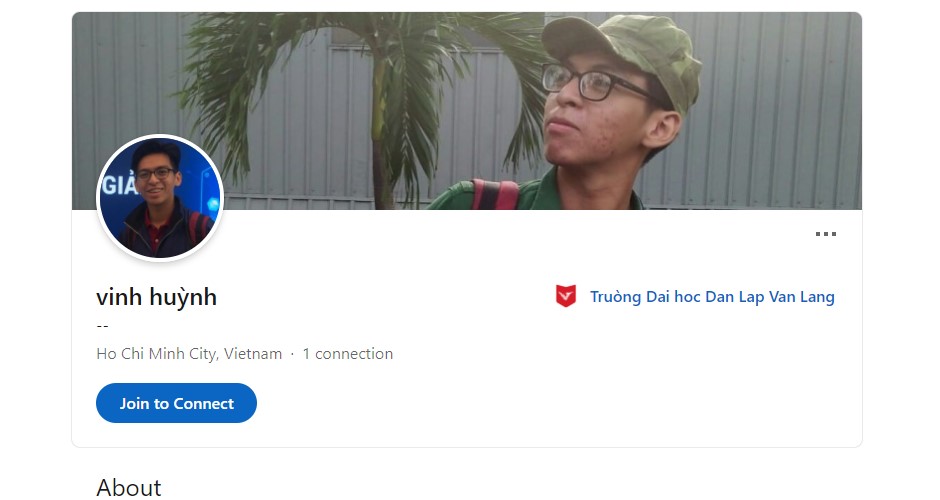 GIẢ
vinh huỳnh
Truòng Dai hoc Dan Lap Van Lang
--
Ho Chi Minh City, Vietnam · 1 connection
Join to Connect
About